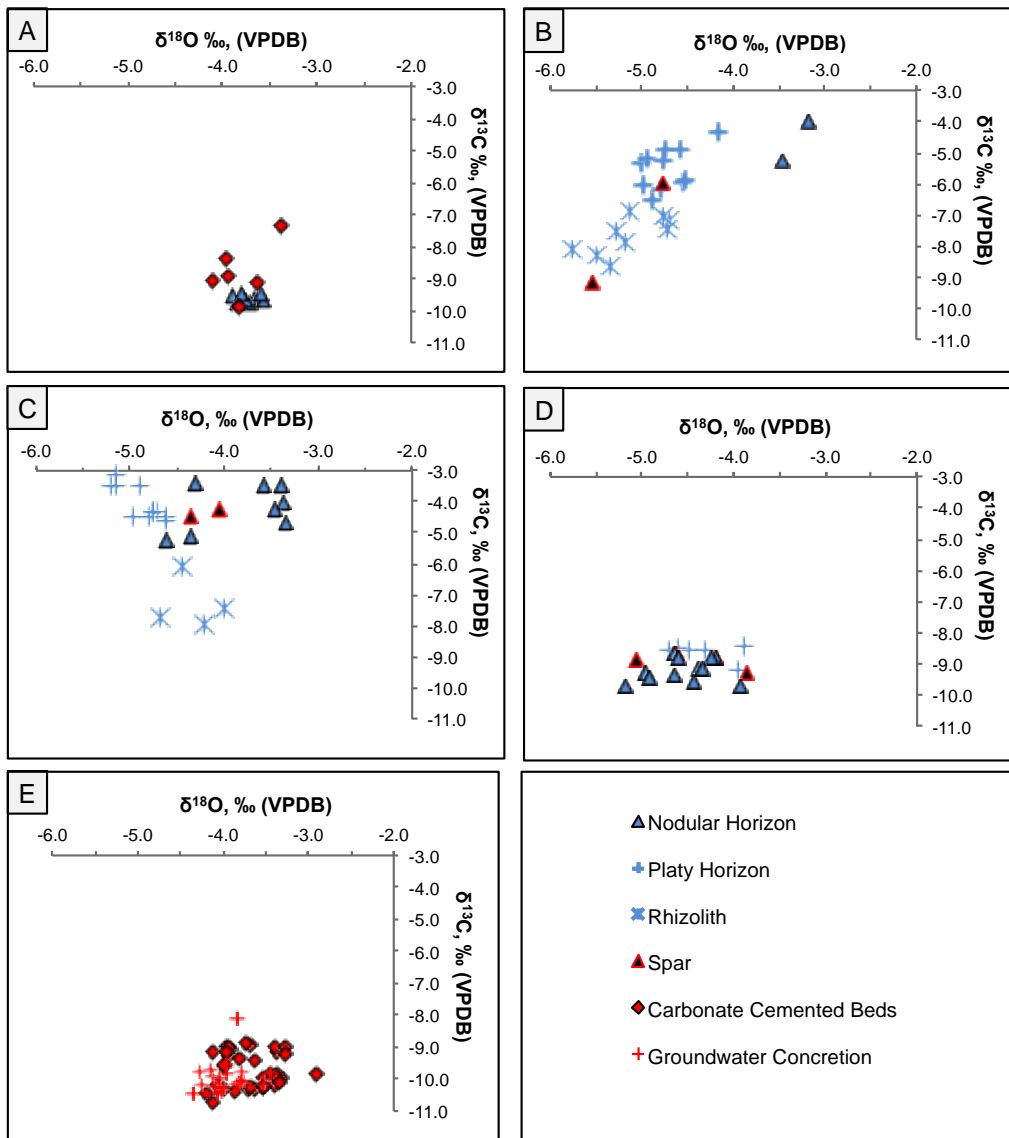 A
δ¹⁸O ‰, (VPDB)
-6.0 -5.0 -4.0 -3.0 -2.0
-3.0
-4.0
-5.0
-6.0
-7.0
-8.0
-9.0
-10.0
-11.0
δ¹³C ‰, (VPDB)
B
δ¹⁸O ‰, (VPDB)
-6.0 -5.0 -4.0 -3.0 -2.0
-3.0
-4.0
-5.0
-6.0
-7.0
-8.0
-9.0
-10.0
-11.0
δ¹³C ‰, (VPDB)
C
δ¹⁸O, ‰ (VPDB)
-6.0 -5.0 -4.0 -3.0 -2.0
-3.0
-4.0
-5.0
-6.0
-7.0
-8.0
-9.0
-10.0
-11.0
δ¹³C, ‰ (VPDB)
D
δ¹⁸O, ‰ (VPDB)
-6.0 -5.0 -4.0 -3.0 -2.0
-3.0
-4.0
-5.0
-6.0
-7.0
-8.0
-9.0
-10.0
-11.0
δ¹³C, ‰ (VPDB)
E
δ¹⁸O, ‰ (VPDB)
-6.0 -5.0 -4.0 -3.0 -2.0
-3.0
-4.0
-5.0
-6.0
-7.0
-8.0
-9.0
-10.0
-11.0
δ¹³C, ‰ (VPDB)
Nodular Horizon
Platy Horizon
Rhizolith
Spar
Carbonate Cemented Beds
Groundwater Concretion